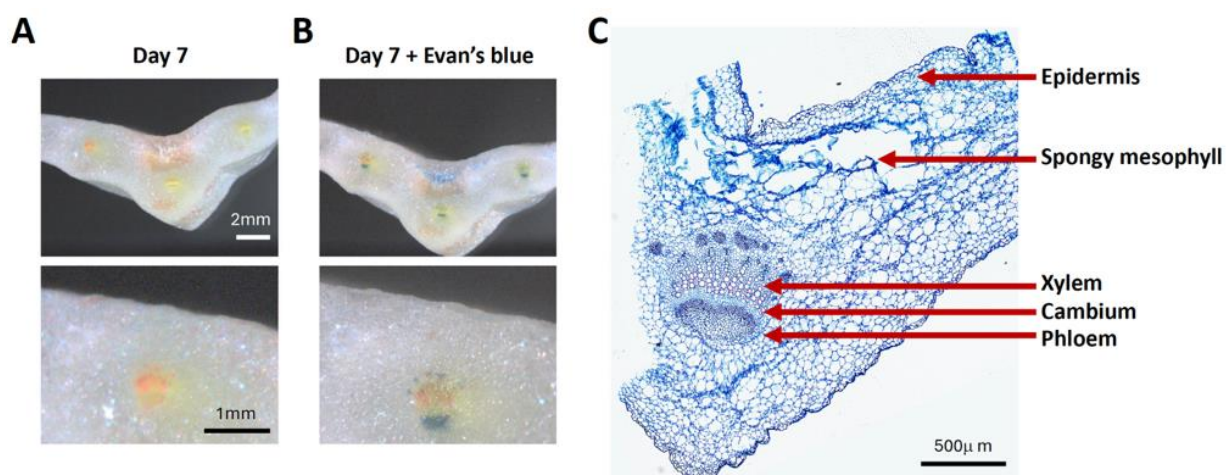 A
Day 7
2mm
1mm
B
Day 7 + Evan's blue
C
Epidermis
Spongy mesophyll
Xylem
Cambium
Phloem
500μ m